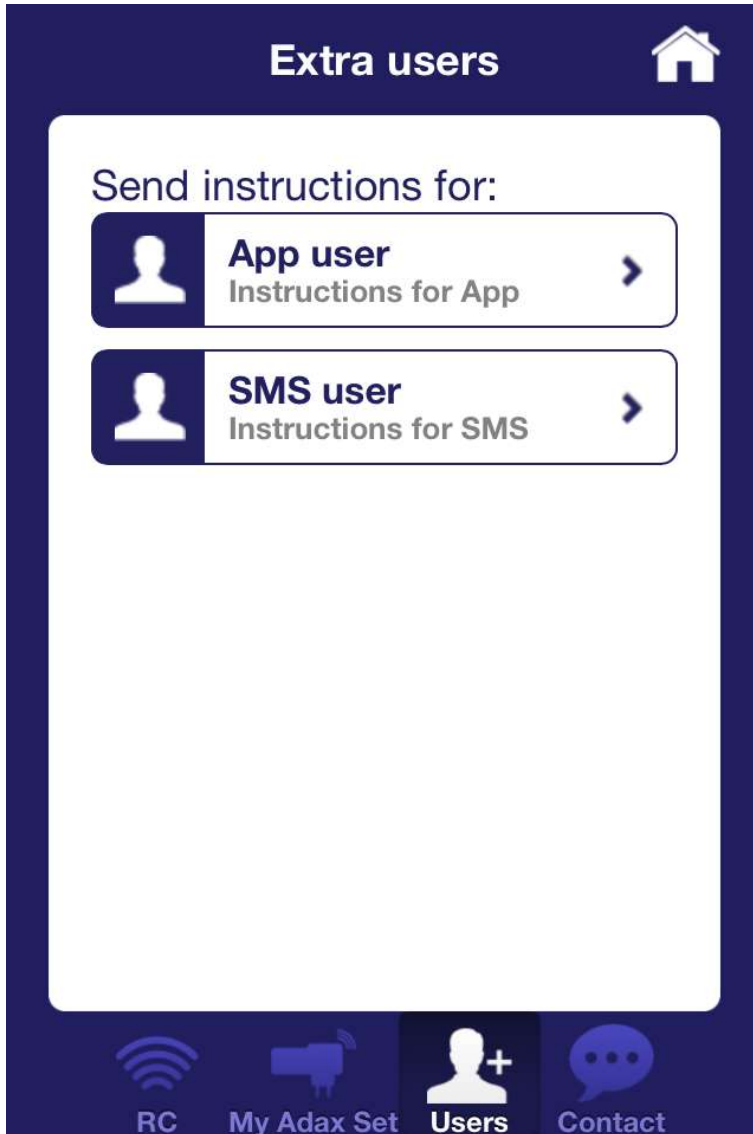 Extra users
Send instructions for:
App user
Instructions for App
SMS user
Instructions for SMS
RC
My Adax Set
Users
Contact